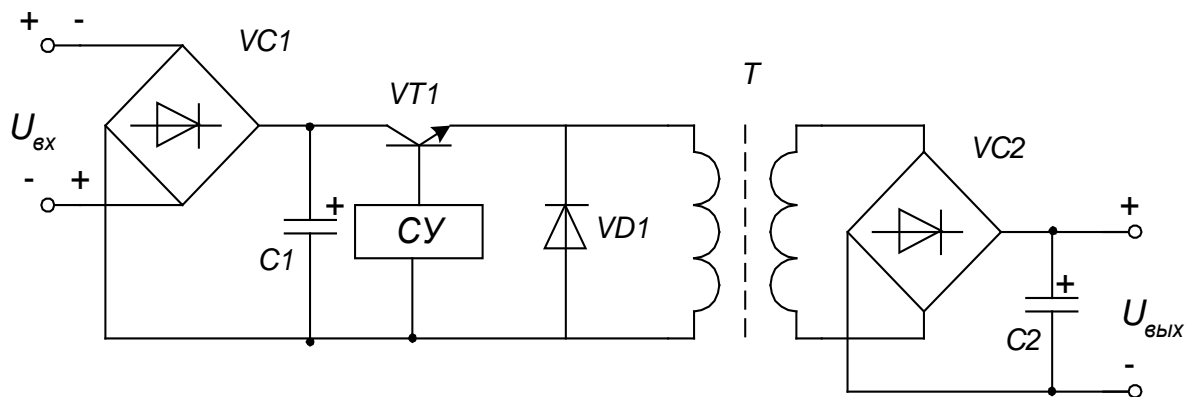 + -
VC1
T
VT1
U вх
VC2
- +
+
СУ
VD1
+
C1
+
C2
U вых
-